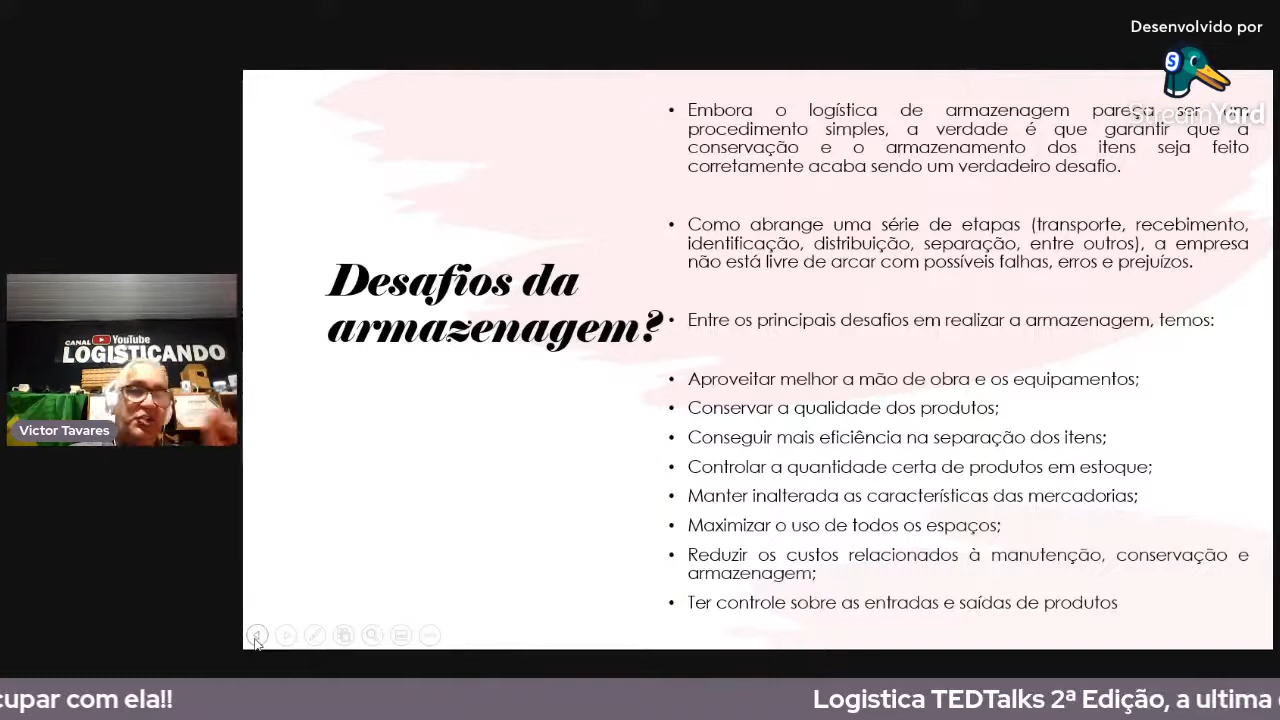 Desenvolvido por
StreamYard
• Embora o logística de armazenagem pareça ser um
procedimento simples, a verdade é que garantir que a
conservação e o armazenamento dos itens seja feito
corretamente acaba sendo um verdadeiro desafio.
• Como abrange uma série de etapas (transporte, recebimento,
identificação, distribuição, separação, entre outros), a empresa
não está livre de arcar com possíveis falhas, erros e prejuízos.
Desafios da
armazenagem?
• Entre os principais desafios em realizar a armazenagem, temos:
• Aproveitar melhor a mão de obra e os equipamentos;
• Conservar a qualidade dos produtos;
• Conseguir mais eficiência na separação dos itens;
• Controlar a quantidade certa de produtos em estoque;
• Manter inalterada as características das mercadorias;
• Maximizar o uso de todos os espaços;
• Reduzir os custos relacionados à manutenção, conservação e
armazenagem;
• Ter controle sobre as entradas e saídas de produtos
CANAL YouTube
LOGISTICANDO
Victor Tavares
cupar com ela!!
Logistica TEDTalks 2ª Edição, a ultima